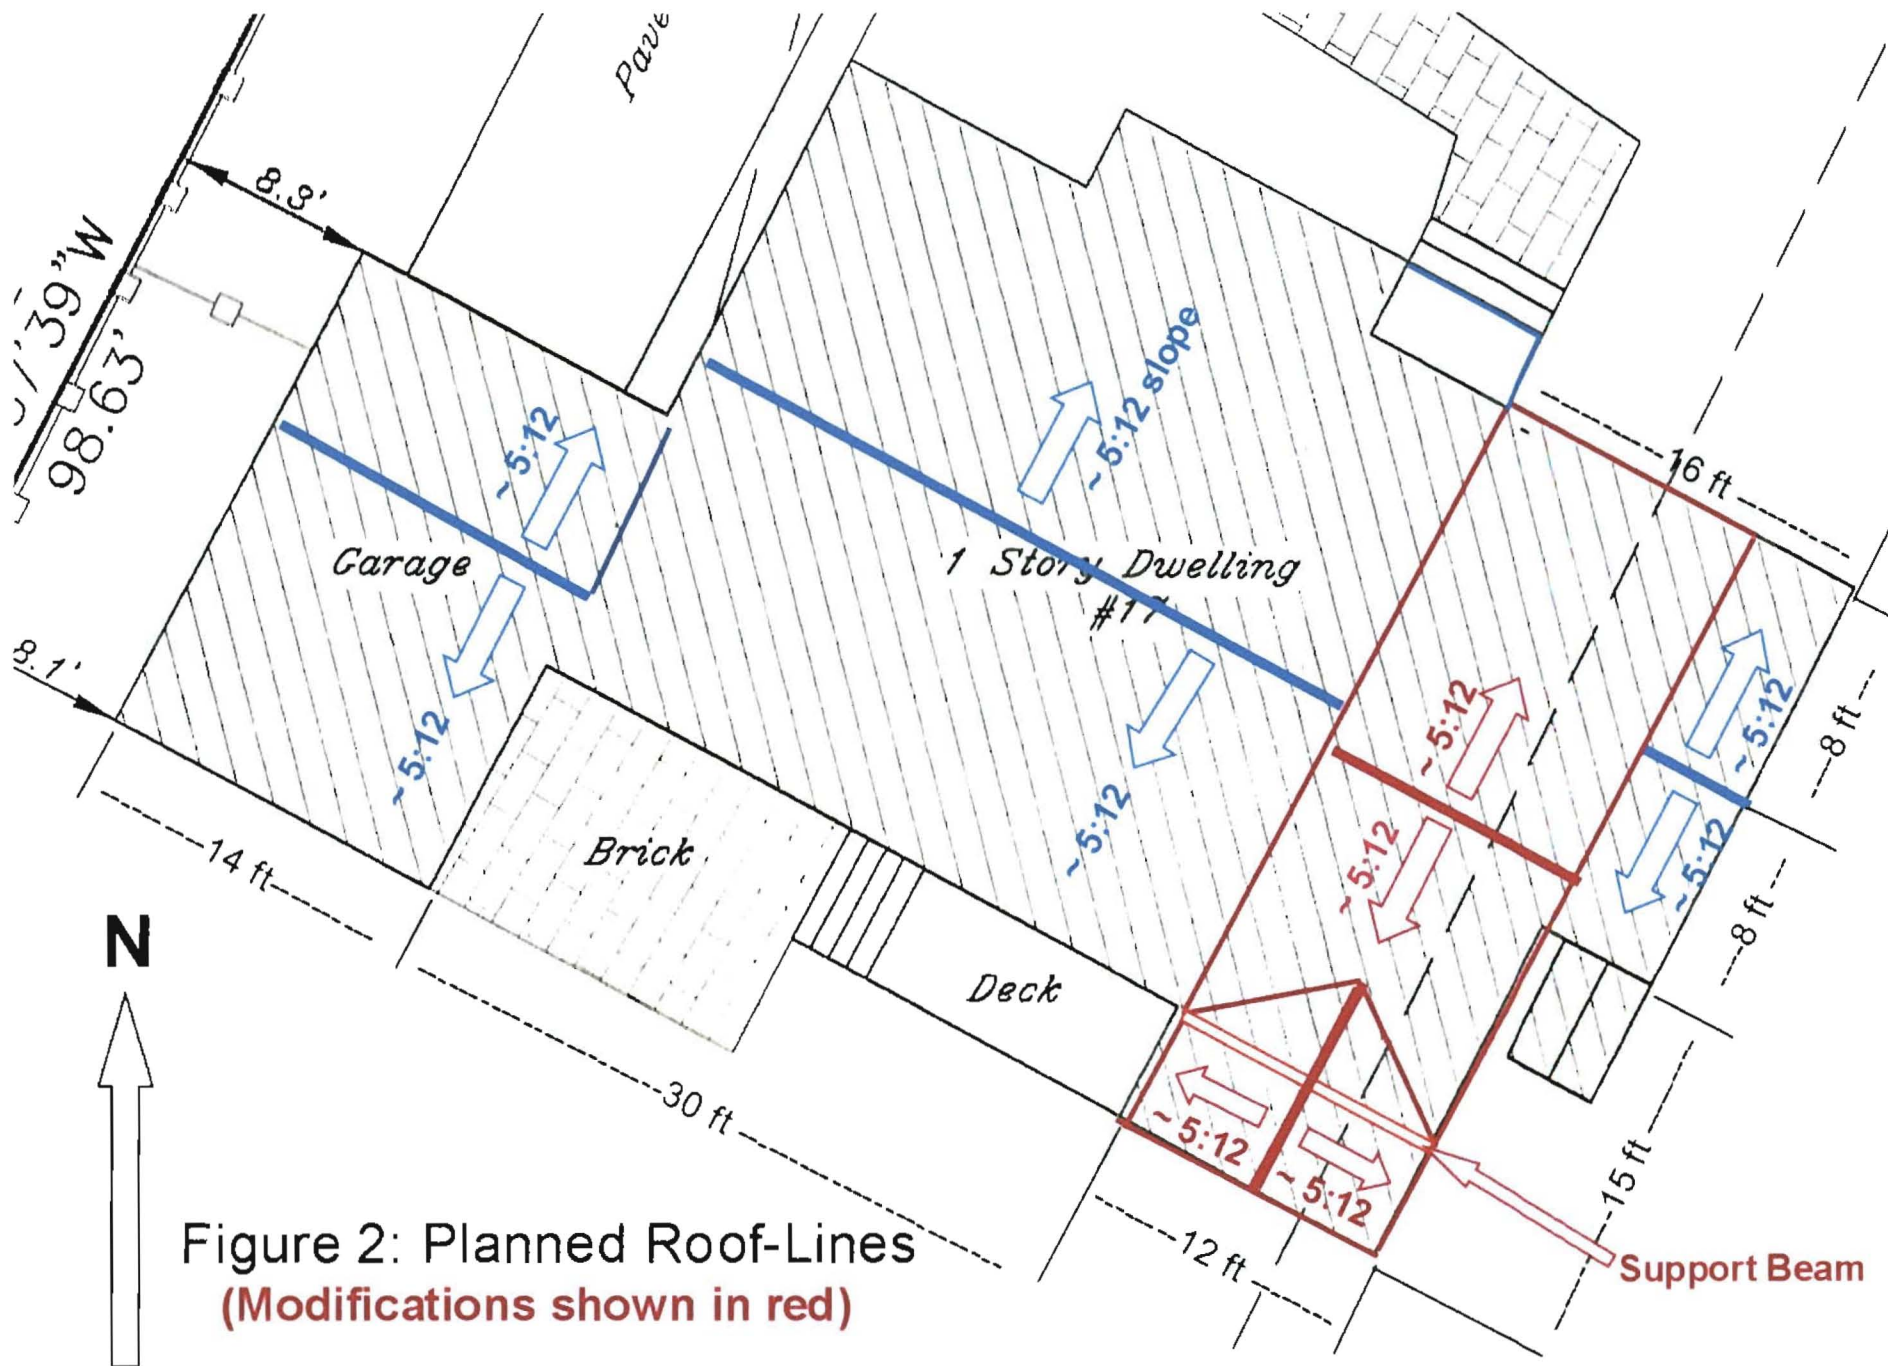 Pave
8.3'
57'39"W
98.63'
~ 5:12
~ 5:12 slope
16 ft
Garage
1 Story Dwelling
#17
8.1'
~ 5:12
~ 5:12
~ 5:12
~ 5:12
8 ft
~ 5:12
~ 5:12
14 ft
Brick
8 ft
N
Deck
30 ft
~ 5:12
~ 5:12
15 ft
12 ft
Figure 2: Planned Roof-Lines
(Modifications shown in red)
Support Beam